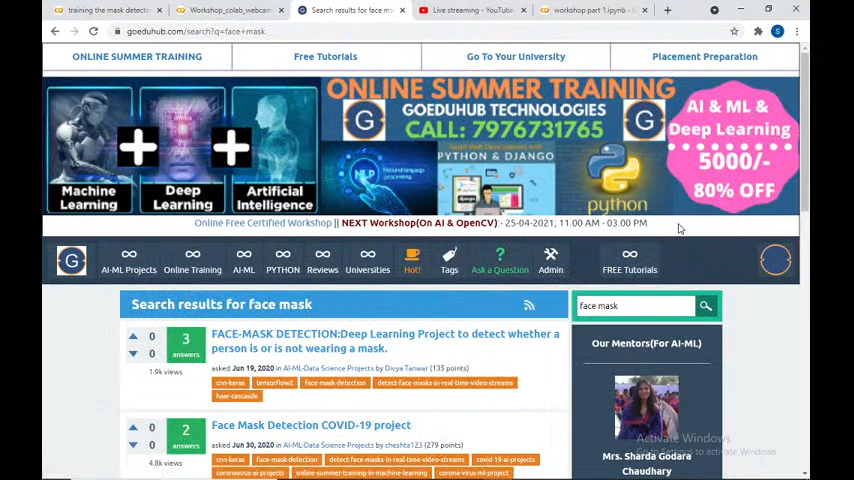 training the mask detect
Workshop_colab_webcam
Search results for face ma
Live streaming - YouTube
workshop part 1.ipynb - C
goeduhub.com/search?q=face+mask
S
ONLINE SUMMER TRAINING
Free Tutorials
Go To Your University
Placement Preparation
ONLINE SUMMER TRAINING
GOEDUHUB TECHNOLOGIES
CALL: 7976731765
G
G
Machine Learning
Deep Learning
Artificial Intelligence
NLP
PYTHON & DJANGO
python
AI & ML &
Deep Learning
5000/-
80% OFF
Online Free Certified Workshop || NEXT Workshop(On AI & OpenCV):- 25-04-2021, 11.00 AM - 03.00 PM
G
AI-ML Projects
Online Training
AI-ML
PYTHON
Reviews
Universities
Hot!
Tags
Ask a Question
Admin
FREE Tutorials
Search results for face mask
face mask
0
0
3
answers
1.9k views
FACE-MASK DETECTION:Deep Learning Project to detect whether a
person is or is not wearing a mask.
asked Jun 19, 2020 in AI-ML-Data Science Projects by Divya Tanwar (135 points)
cnn-keras
tensorflow2
face-mask-detection
detect-face-masks-in-real-time-video-streams
haar-cascasde
0
0
2
answers
4.8k views
Face Mask Detection COVID-19 project
asked Jun 30, 2020 in AI-ML-Data Science Projects by cheshta123 (279 points)
cnn-keras
face-mask-detection
detect-face-masks-in-real-time-video-streams
covid-19-ai-projects
coronavirus-ai-projects
online-summer-training-in-machine-learning
corona-virus-ml-project
Our Mentors(For AI-ML)
Mrs. Sharda Godara
Chaudhary
Activate Windows
Go to Settings to activate Windows.